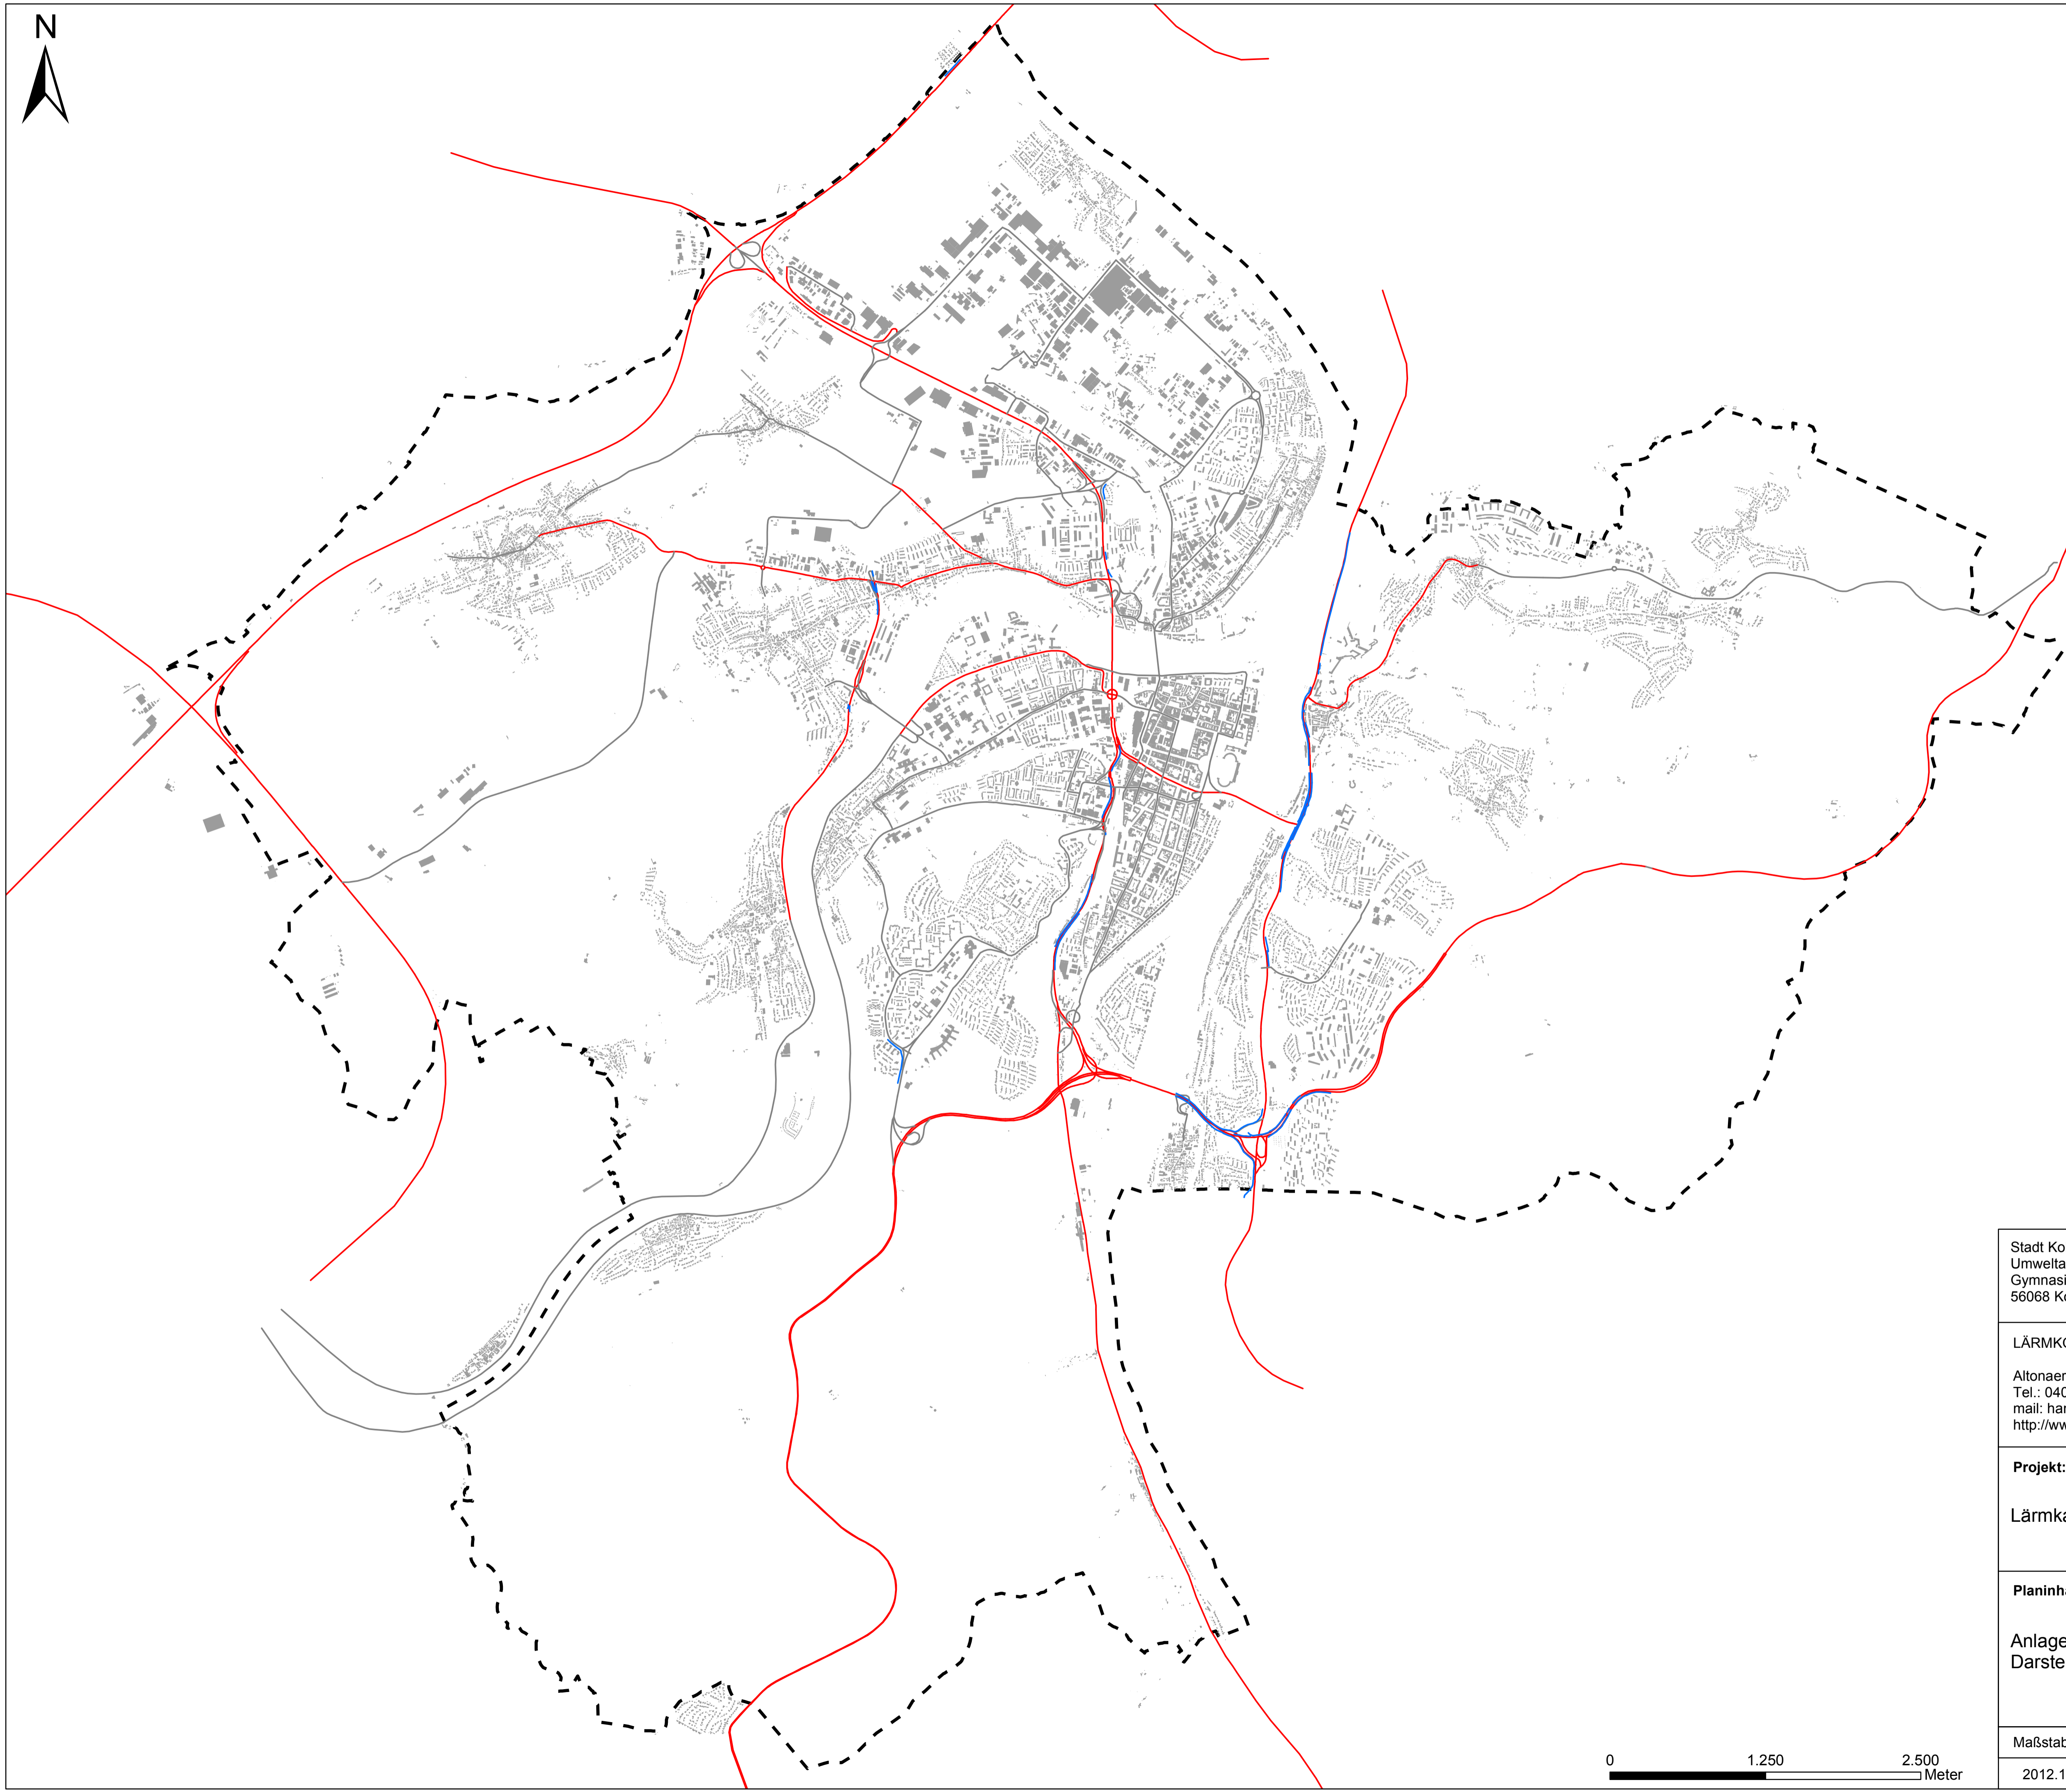 N
Stadt Ko
Umwelta
Gymnasi
56068 Ko
LÄRMKO
Altonaer
Tel.: 040
mail: har
http://ww
Projekt:
Lärmka
Planinha
Anlage
Darste
Maßstab
2012.1
0 1.250 2.500
Meter